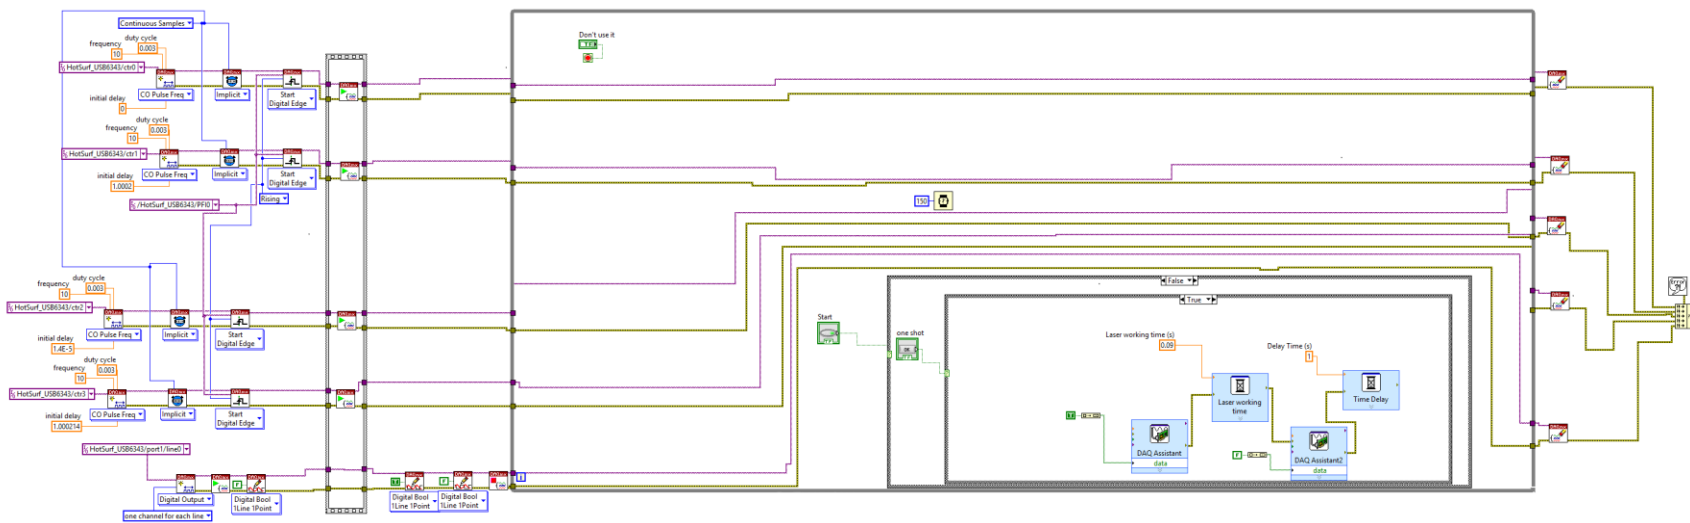 Continuous Samples
duty cycle
0.003
frequency
10
HotSurf_USB6343/ctr0
CO Pulse Freq
Implicit
Start
Digital Edge
initial delay
0
duty cycle
0.003
frequency
10
HotSurf_USB6343/ctr1
CO Pulse Freq
Implicit
Start
Digital Edge
initial delay
1.0002
Rising
/HotSurf_USB6343/PFI0
duty cycle
0.003
frequency
10
HotSurf_USB6343/ctr2
CO Pulse Freq
Implicit
Start
Digital Edge
initial delay
1.4E-5
duty cycle
0.003
frequency
10
HotSurf_USB6343/ctr3
CO Pulse Freq
Implicit
Start
Digital Edge
initial delay
1.000214
HotSurf_USB6343/port1/line0
Digital Output
one channel for each line
F
Digital Bool
1Line 1Point
Digital Bool
1Line 1Point
F
Digital Bool
1Line 1Point
i
Don't use it
150
False
True
Start
one shot
OK
Laser working time (s)
0.09
Delay Time (s)
1
Laser working
time
Time Delay
DAQ Assistant
data
F
DAQ Assistant2
data